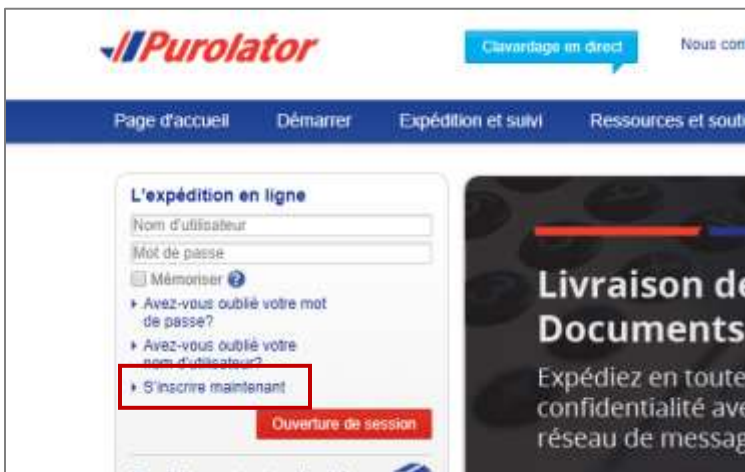 Purolator
Clavardage en direct
Nous con
Page d'accueil
Démarrer
Expédition et suivi
Ressources et souti
L'expédition en ligne
Nom d'utilisateur
Mot de passe
Mémoriser
Avez-vous oublié votre mot
de passe?
Avez-vous oublié votre
nom d'utilisateur?
S'inscrire maintenant
Ouverture de session
Livraison de
Documents
Expédiez en toute
confidentialité ave
réseau de messag